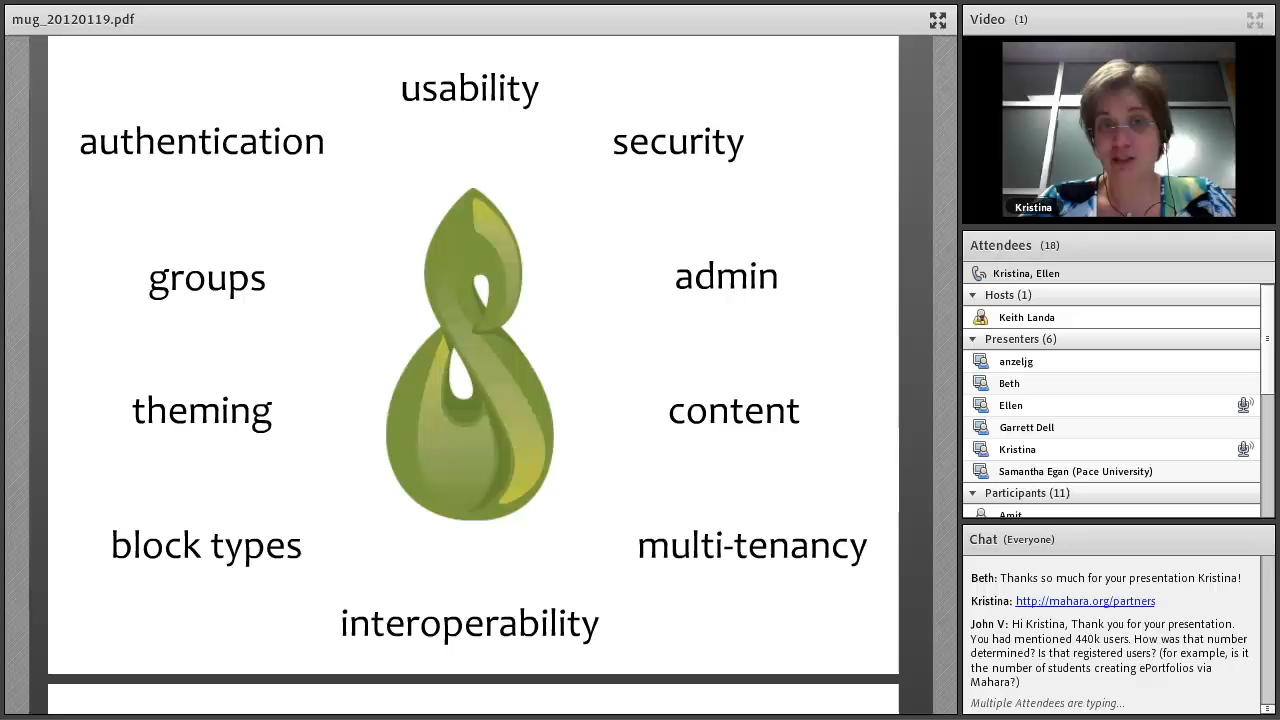 mug_20120119.pdf
usability
authentication
security
groups
admin
theming
content
block types
multi-tenancy
interoperability
Video (1)
Kristina
Attendees (18)
Kristina, Ellen
Hosts (1)
Keith Landa
Presenters (6)
anzeljg
Beth
Ellen
Garrett Dell
Kristina
Samantha Egan (Pace University)
Participants (11)
Amit
Chat (Everyone)
Beth: Thanks so much for your presentation Kristina!
Kristina: http://mahara.org/partners
John V: Hi Kristina, Thank you for your presentation.
You had mentioned 440k users. How was that number
determined? Is that registered users? (for example, is it
the number of students creating ePortfolios via
Mahara?)
Multiple Attendees are typing...